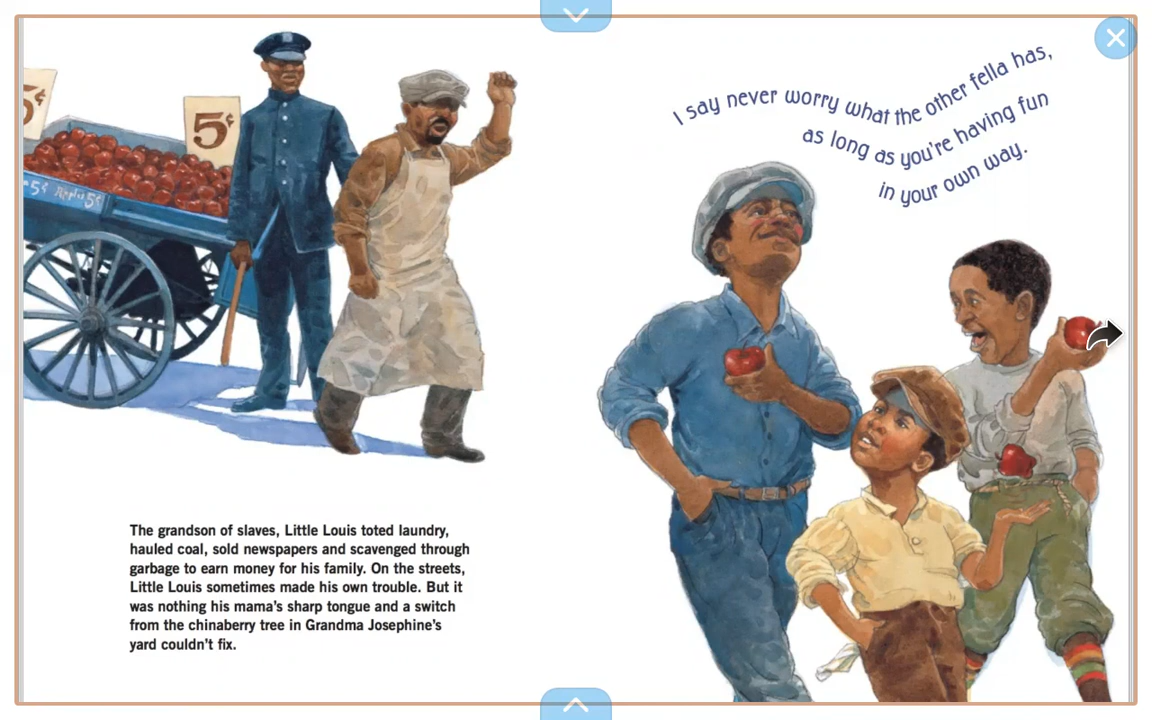 5¢
5¢
5¢ Apples 5¢
The grandson of slaves, Little Louis toted laundry,
hauled coal, sold newspapers and scavenged through
garbage to earn money for his family. On the streets,
Little Louis sometimes made his own trouble. But it
was nothing his mama's sharp tongue and a switch
from the chinaberry tree in Grandma Josephine's
yard couldn't fix.
I say never worry what the other fella has,
as long as you're having fun
in your own way.